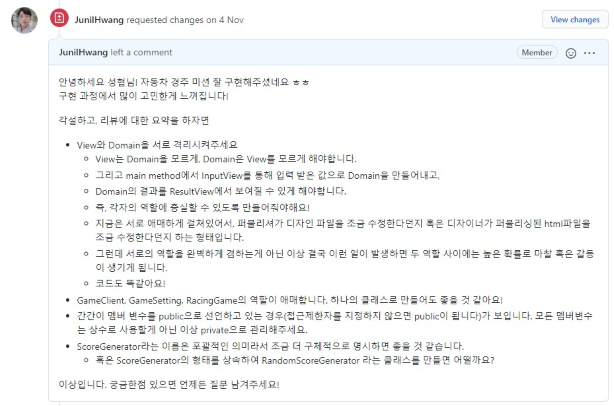 JunilHwang requested changes on 4 Nov
View changes
JunilHwang left a comment
Member
안녕하세요 성협님! 자동차 경주 미션 잘 구현해주셨네요 ㅎㅎ
구현 과정에서 많이 고민한게 느껴집니다!
각설하고, 리뷰에 대한 요약을 하자면
View와 Domain을 서로 격리시켜주세요
View는 Domain을 모르게, Domain은 View를 모르게 해야합니다.
그리고 main method에서 InputView를 통해 입력 받은 값으로 Domain을 만들어내고,
Domain의 결과를 ResultView에서 보여질 수 있게 해야합니다.
즉, 각자의 역할에 충실할 수 있도록 만들어줘야해요!
지금은 서로 애매하게 걸쳐있어서, 퍼블리셔가 디자인 파일을 조금 수정한다던지 혹은 디자이너가 퍼블리싱된 html파일을
조금 수정한다던지 하는 형태입니다.
그런데 서로의 역할을 완벽하게 겸하는게 아닌 이상 결국 이런 일이 발생하면 두 역할 사이에는 높은 확률로 마찰 혹은 갈등
이 생기게 됩니다.
코드도 똑같아요!
GameClient, GameSetting, RacingGame의 역할이 애매합니다. 하나의 클래스로 만들어도 좋을 것 같아요!
간간이 멤버 변수를 public으로 선언하고 있는 경우(접근제한자를 지정하지 않으면 public이 됩니다)가 보입니다. 모든 멤버변수
는 상수로 사용할게 아닌 이상 private으로 관리해주세요.
ScoreGenerator라는 이름은 포괄적인 의미라서 조금 더 구체적으로 명시하면 좋을 것 같습니다.
혹은 ScoreGenerator의 형태를 상속하여 RandomScoreGenerator 라는 클래스를 만들면 어떨까요?
이상입니다. 궁금한점 있으면 언제든 질문 남겨주세요!